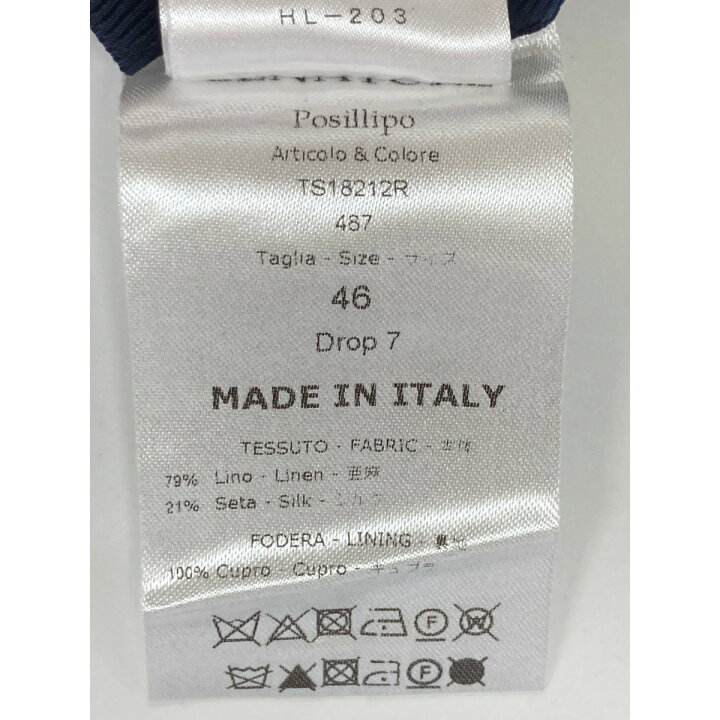 HL-203
Posillipo
Articolo & Colore
TS18212R
487
Taglia - Size - サイズ
46
Drop 7
MADE IN ITALY
TESSUTO - FABRIC -
79% Lino - Linen - 亜麻
21% Seta - Silk - シルク
FODERA - LINING - 裏地
100% Cupro - Cupro - キュプラ
F W
F